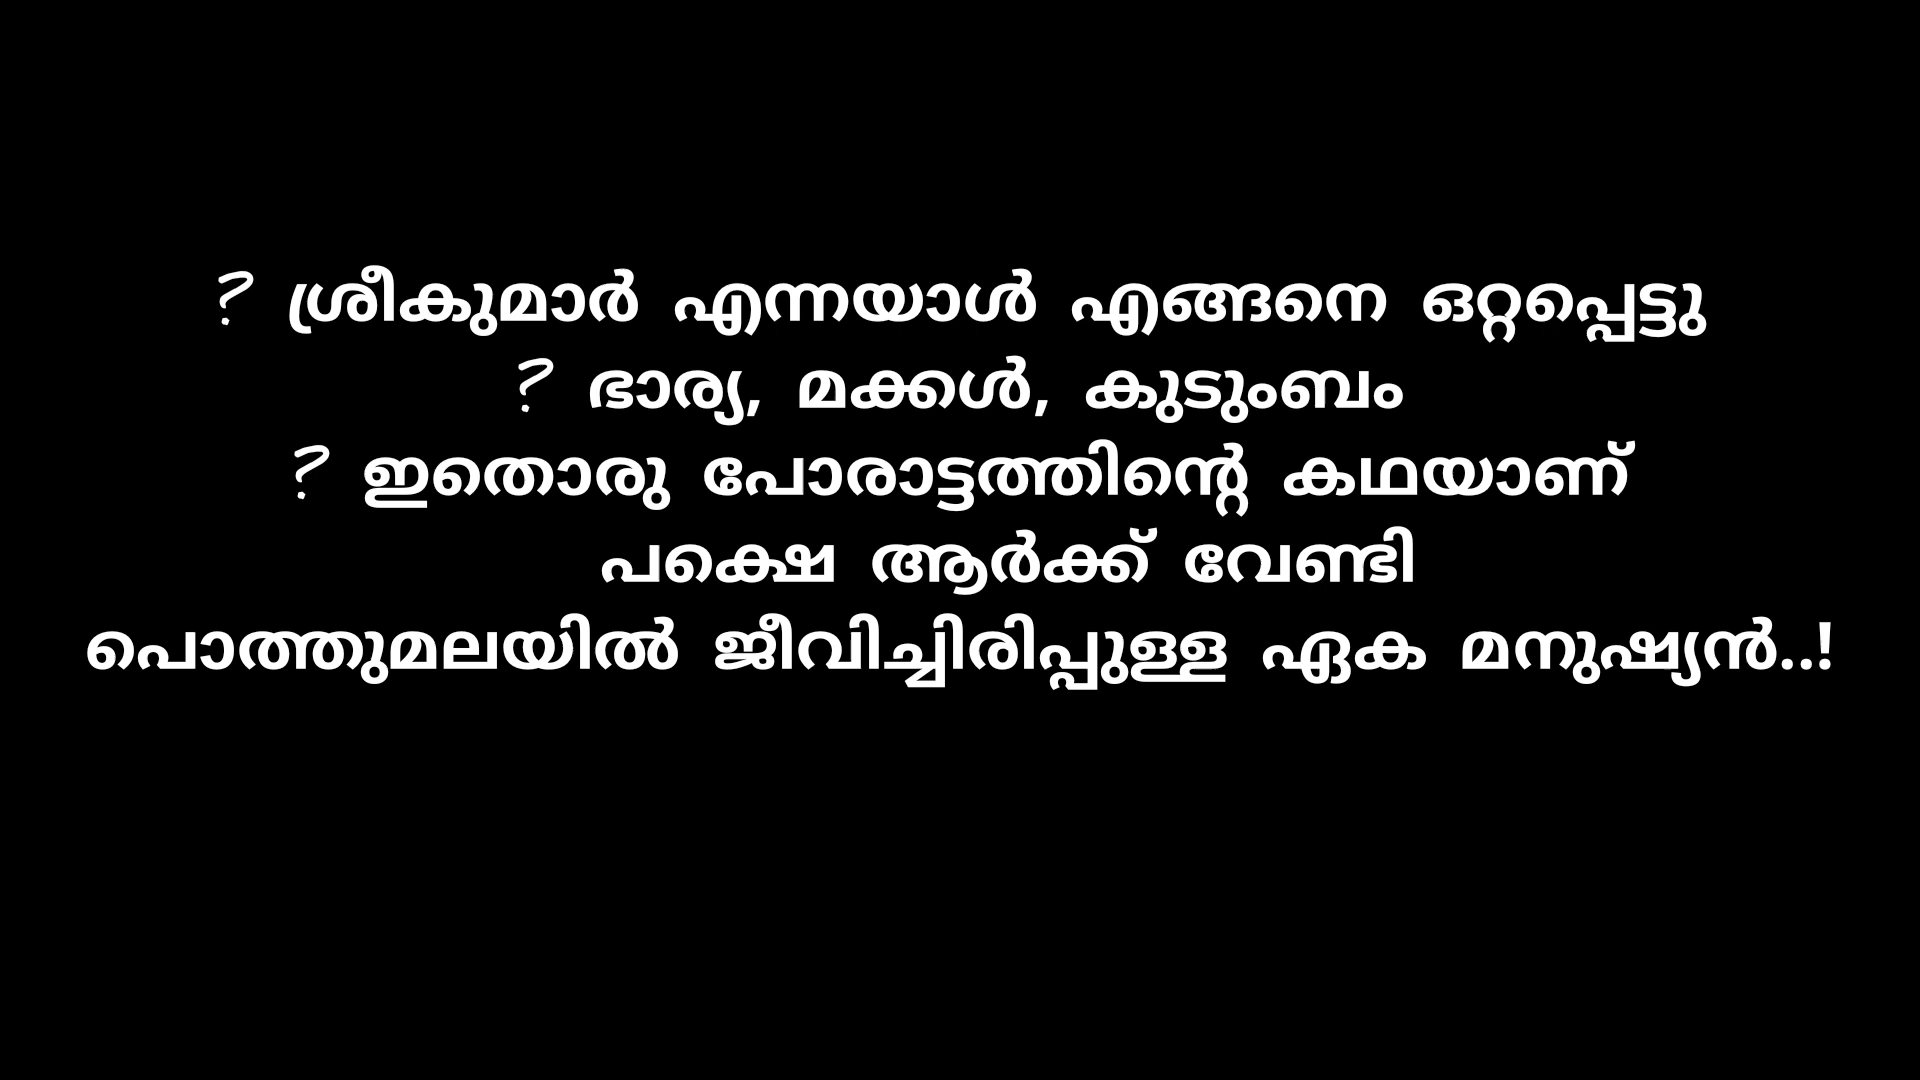 ? ശ്രീകുമാർ എന്നയാൾ എങ്ങനെ ഒറ്റപ്പെട്ടു
? ഭാര്യ, മക്കൾ, കുടുംബം
? ഇതൊരു പോരാട്ടത്തിന്റെ കഥയാണ്
പക്ഷെ ആർക്ക് വേണ്ടി
പൊത്തുമലയിൽ ജീവിച്ചിരിപ്പുള്ള ഏക മനുഷ്യൻ..!